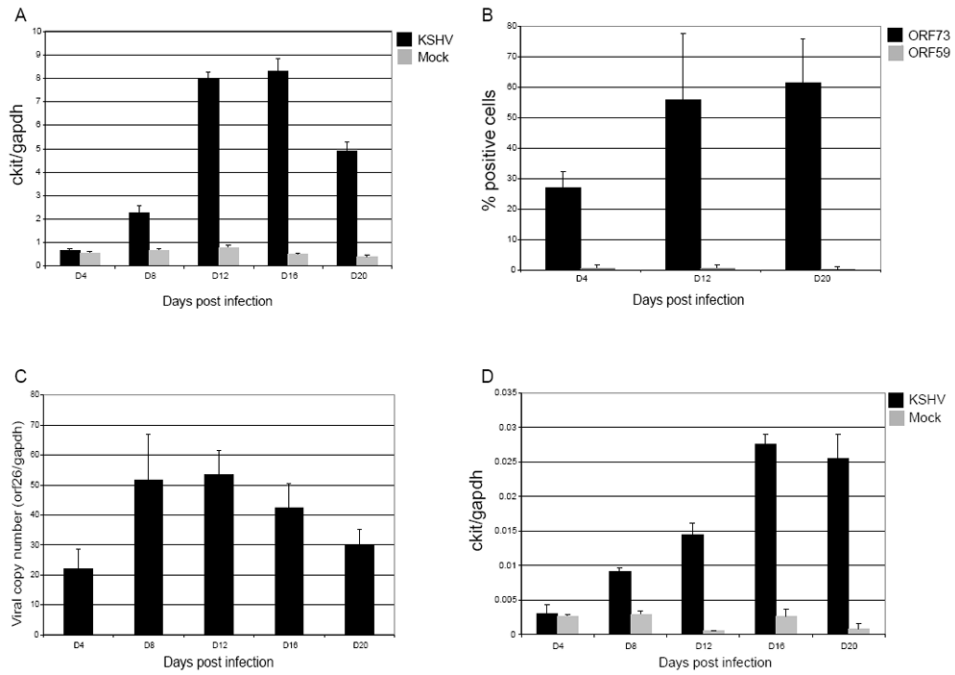 A
KSHV
Mock
10
9
8
7
6
5
4
3
2
1
0
ckit/gapdh
D4 D8 D12 D16 D20
Days post infection
B
ORF73
ORF59
80
70
60
50
40
30
20
10
0
% positive cells
D4 D12 D20
Days post infection
C
80
70
60
50
40
30
20
10
0
Viral copy number (orf26/gapdh)
D4 D8 D12 D16 D20
Days post infection
D
KSHV
Mock
0.035
0.03
0.025
0.02
0.015
0.01
0.005
0
ckit/gapdh
D4 D8 D12 D16 D20
Days post infection